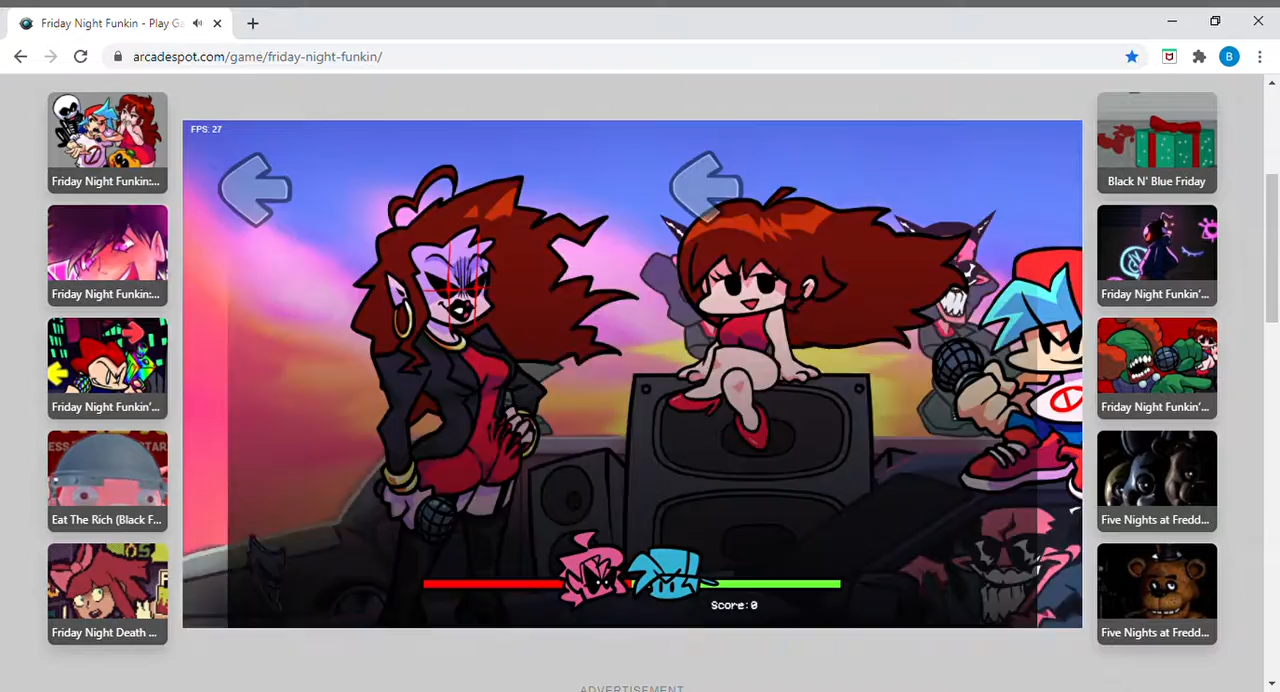 Friday Night Funkin - Play Ga
arcadespot.com/game/friday-night-funkin/
B
FPS: 27
Friday Night Funkin:...
Friday Night Funkin:...
Friday Night Funkin'...
Eat The Rich (Black F...
Friday Night Death ...
Black N' Blue Friday
Friday Night Funkin'...
Friday Night Funkin'...
Five Nights at Fredd...
Five Nights at Fredd...
Score:0
ADVERTISEMENT